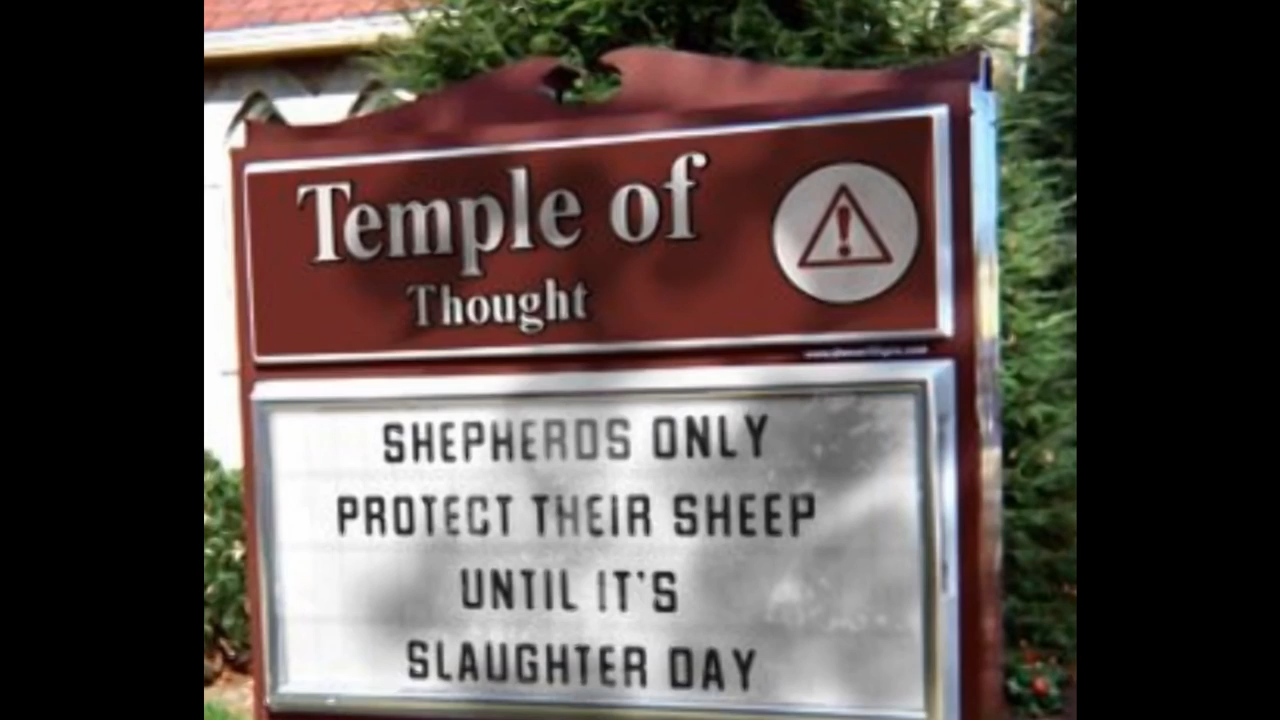 Temple of
Thought
SHEPHERDS ONLY
PROTECT THEIR SHEEP
UNTIL IT'S
SLAUGHTER DAY